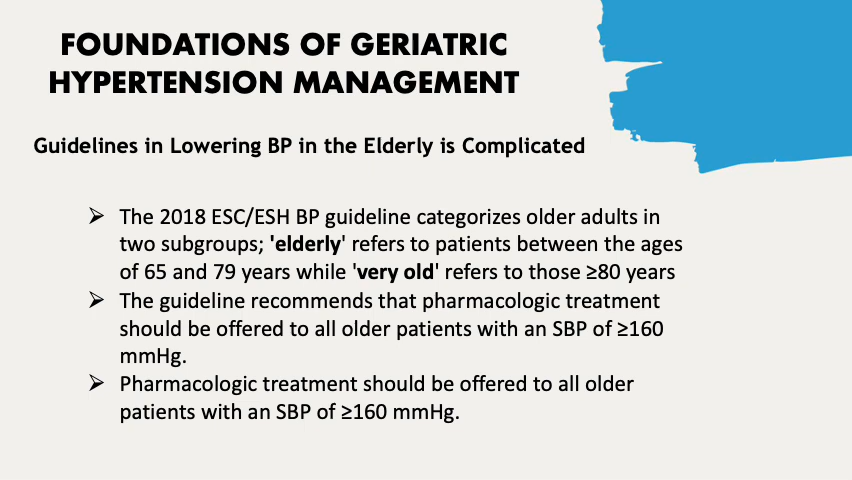 FOUNDATIONS OF GERIATRIC
HYPERTENSION MANAGEMENT
Guidelines in Lowering BP in the Elderly is Complicated
➢ The 2018 ESC/ESH BP guideline categorizes older adults in
two subgroups; 'elderly' refers to patients between the ages
of 65 and 79 years while 'very old' refers to those ≥80 years
➢ The guideline recommends that pharmacologic treatment
should be offered to all older patients with an SBP of ≥160
mmHg.
➢ Pharmacologic treatment should be offered to all older
patients with an SBP of ≥160 mmHg.